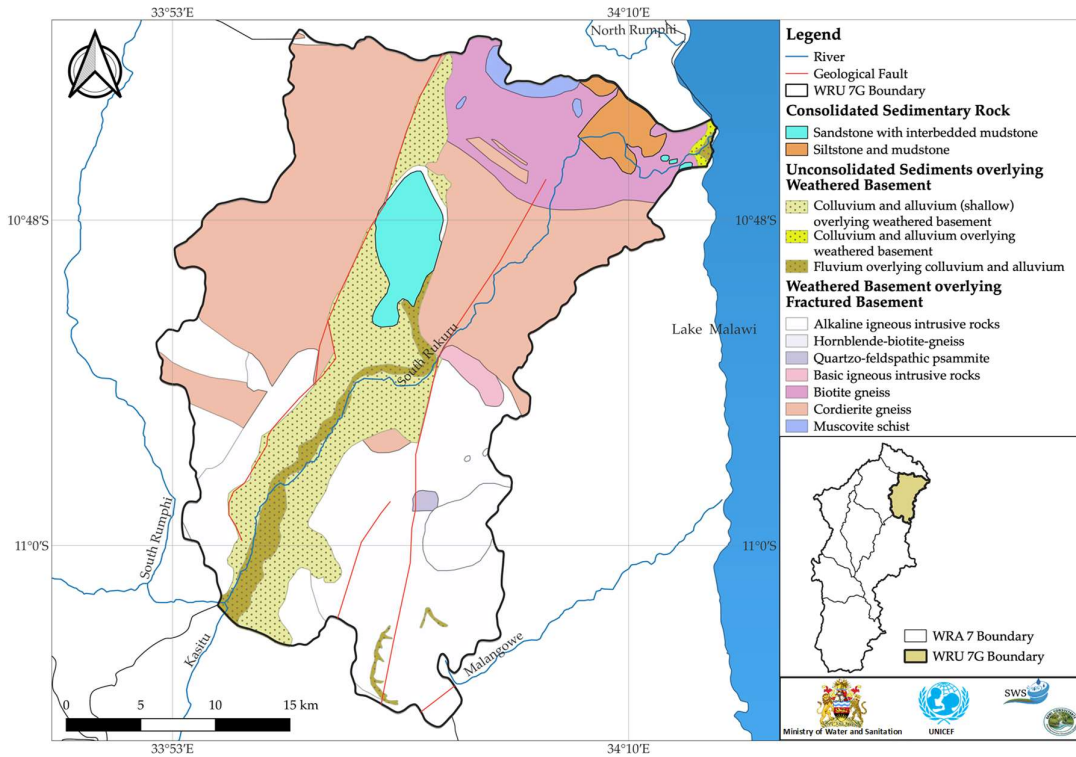 33°53'E
34°10'E
North Rumphi
10°48'S
10°48'S
Lake Malawi
South Rukuru
11°0'S
11°0'S
South Rumphi
Kasitu
Malangowe
0 5 10 15 km
33°53'E
34°10'E
Legend
River
Geological Fault
WRU 7G Boundary
Consolidated Sedimentary Rock
Sandstone with interbedded mudstone
Siltstone and mudstone
Unconsolidated Sediments overlying
Weathered Basement
Colluvium and alluvium (shallow)
overlying weathered basement
Colluvium and alluvium overlying
weathered basement
Fluvium overlying colluvium and alluvium
Weathered Basement overlying
Fractured Basement
Alkaline igneous intrusive rocks
Hornblende-biotite-gneiss
Quartzo-feldspathic psammite
Basic igneous intrusive rocks
Biotite gneiss
Cordierite gneiss
Muscovite schist
WRA 7 Boundary
WRU 7G Boundary
Ministry of Water and Sanitation
UNICEF
SWS